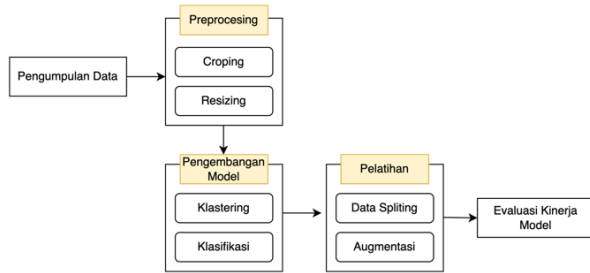 Preprocesing
Croping
Pengumpulan Data
Resizing
Pengembangan
Model
Pelatihan
Klastering
Data Spliting
Evaluasi Kinerja
Model
Klasifikasi
Augmentasi